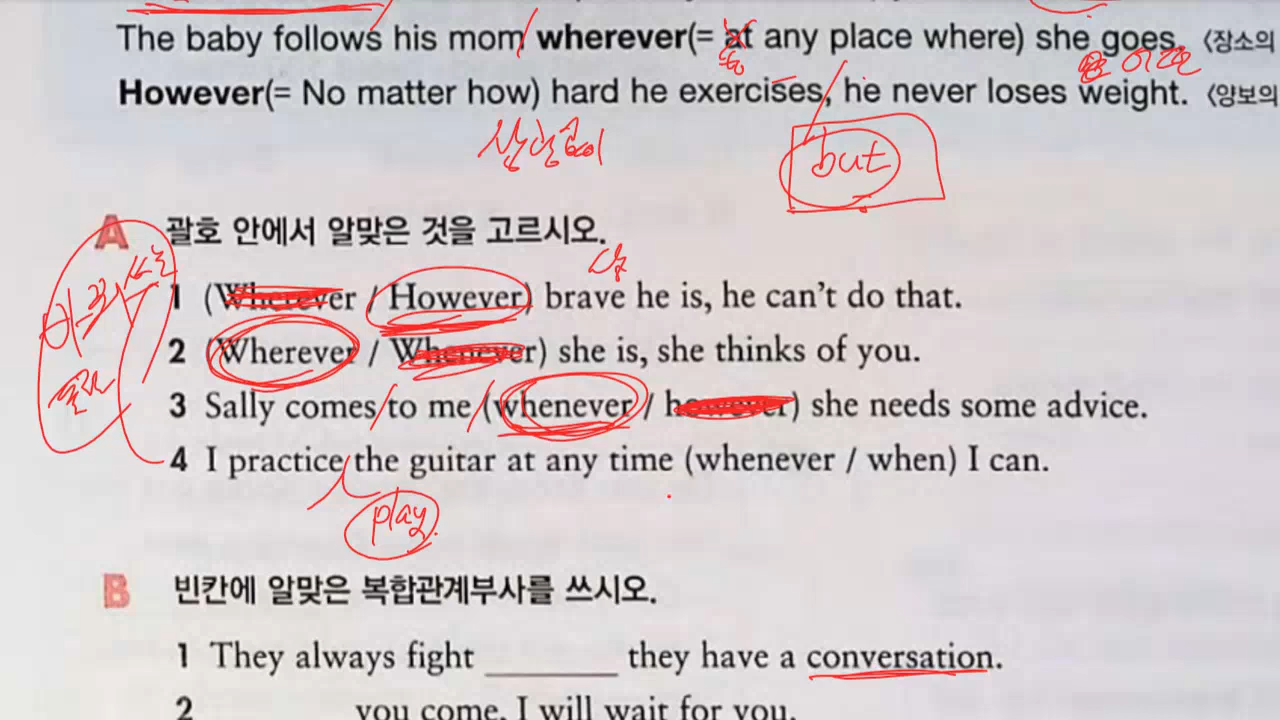 The baby follows his mom wherever(= at any place where) she goes. 〈장소의
However(= No matter how) hard he exercises, he never loses weight. 〈양보의
상관없이
but
A 괄호 안에서 알맞은 것을 고르시오.
1 (Wherever / However) brave he is, he can't do that.
2 (Wherever / Whenever) she is, she thinks of you.
3 Sally comes to me (whenever / however) she needs some advice.
4 I practice the guitar at any time (whenever / when) I can.
play
B 빈칸에 알맞은 복합관계부사를 쓰시오.
1 They always fight ________ they have a conversation.
2 ________ you come, I will wait for you.